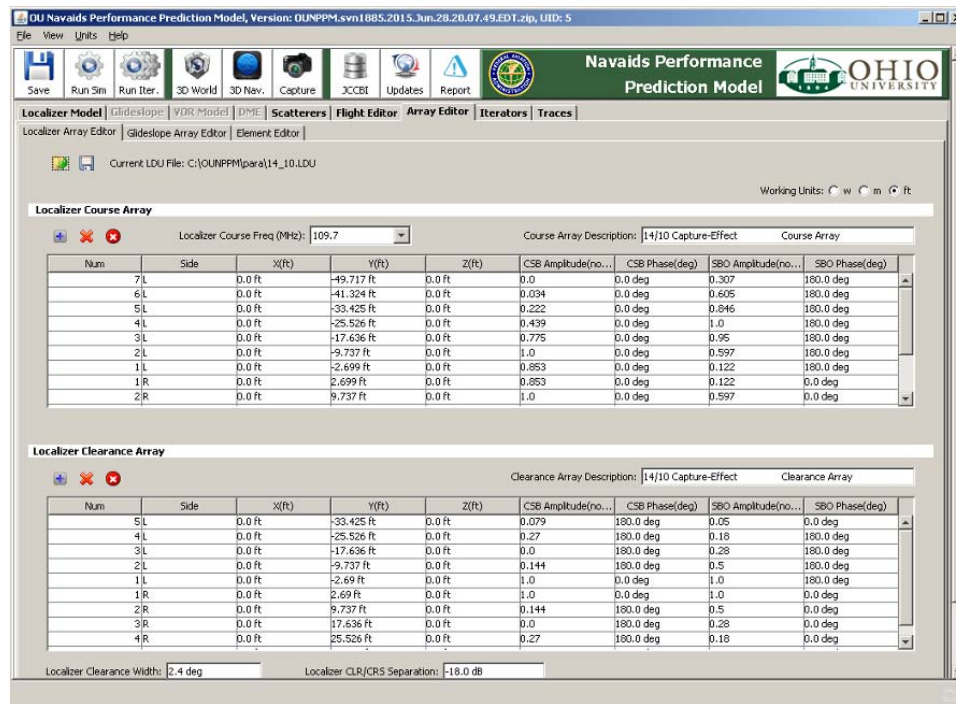 OU Navaids Performance Prediction Model, Version: OUNPPM.svn1885.2015.Jun.28.20.07.49.EDT.zip, UID: 5
File View Units Help
Save Run Sim Run Iter. 3D World 3D Nav. Capture JCCBI Updates Report
Navaids Performance
Prediction Model
OHIO
UNIVERSITY
Localizer Model Glideslope VOR Model DME Scatterers Flight Editor Array Editor Iterators Traces
Localizer Array Editor Glideslope Array Editor Element Editor
Current LDU File: C:\OUNPPM\para\14_10.LDU
Working Units: w m ft
Localizer Course Array
Localizer Course Freq (MHz): 109.7 Course Array Description: 14/10 Capture-Effect Course Array
Num Side X(ft) Y(ft) Z(ft) CSB Amplitude(no... CSB Phase(deg) SBO Amplitude(no... SBO Phase(deg)
7 L 0.0 ft -49.717 ft 0.0 ft 0.0 0.0 deg 0.307 180.0 deg
6 L 0.0 ft -41.324 ft 0.0 ft 0.034 0.0 deg 0.605 180.0 deg
5 L 0.0 ft -33.425 ft 0.0 ft 0.222 0.0 deg 0.846 180.0 deg
4 L 0.0 ft -25.526 ft 0.0 ft 0.439 0.0 deg 1.0 180.0 deg
3 L 0.0 ft -17.636 ft 0.0 ft 0.775 0.0 deg 0.95 180.0 deg
2 L 0.0 ft -9.737 ft 0.0 ft 1.0 0.0 deg 0.597 180.0 deg
1 L 0.0 ft -2.699 ft 0.0 ft 0.853 0.0 deg 0.122 180.0 deg
1 R 0.0 ft 2.699 ft 0.0 ft 0.853 0.0 deg 0.122 0.0 deg
2 R 0.0 ft 9.737 ft 0.0 ft 1.0 0.0 deg 0.597 0.0 deg
Localizer Clearance Array
Clearance Array Description: 14/10 Capture-Effect Clearance Array
Num Side X(ft) Y(ft) Z(ft) CSB Amplitude(no... CSB Phase(deg) SBO Amplitude(no... SBO Phase(deg)
5 L 0.0 ft -33.425 ft 0.0 ft 0.079 180.0 deg 0.05 0.0 deg
4 L 0.0 ft -25.526 ft 0.0 ft 0.27 180.0 deg 0.18 180.0 deg
3 L 0.0 ft -17.636 ft 0.0 ft 0.0 180.0 deg 0.28 180.0 deg
2 L 0.0 ft -9.737 ft 0.0 ft 0.144 180.0 deg 0.5 180.0 deg
1 L 0.0 ft -2.69 ft 0.0 ft 1.0 0.0 deg 1.0 180.0 deg
1 R 0.0 ft 2.69 ft 0.0 ft 1.0 0.0 deg 1.0 0.0 deg
2 R 0.0 ft 9.737 ft 0.0 ft 0.144 180.0 deg 0.5 0.0 deg
3 R 0.0 ft 17.636 ft 0.0 ft 0.0 180.0 deg 0.28 0.0 deg
4 R 0.0 ft 25.526 ft 0.0 ft 0.27 180.0 deg 0.18 0.0 deg
Localizer Clearance Width: 2.4 deg Localizer CLR/CRS Separation: -18.0 dB